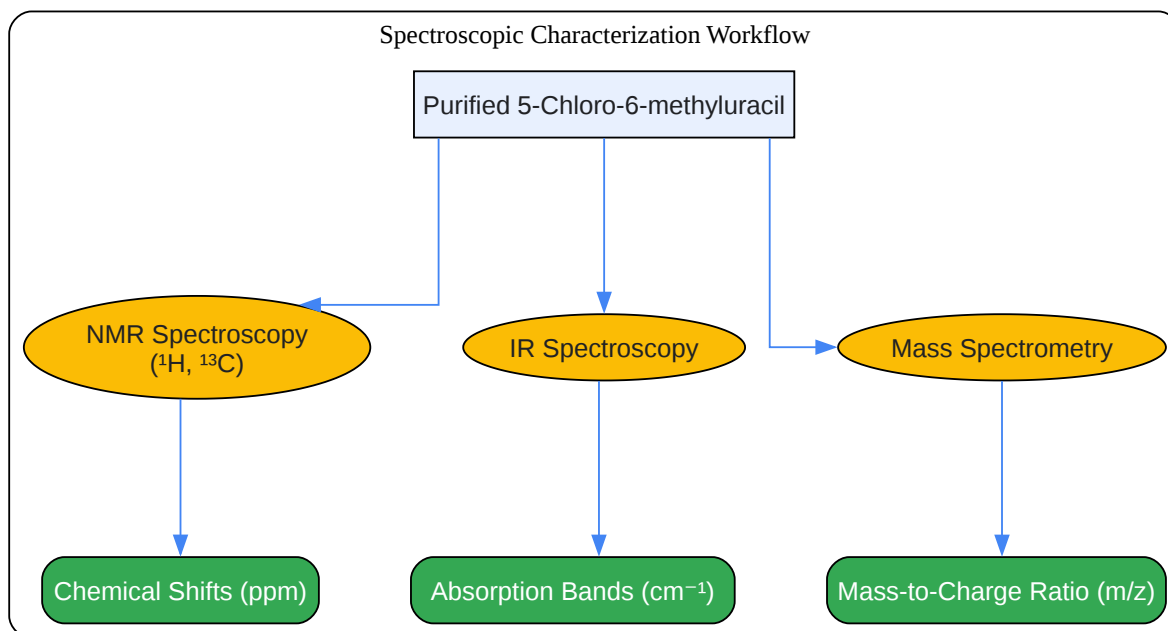 Spectroscopic Characterization Workflow
Purified 5-Chloro-6-methyluracil
NMR Spectroscopy
(¹H, ¹³C)
IR Spectroscopy
Mass Spectrometry
Chemical Shifts (ppm)
Absorption Bands (cm⁻¹)
Mass-to-Charge Ratio (m/z)